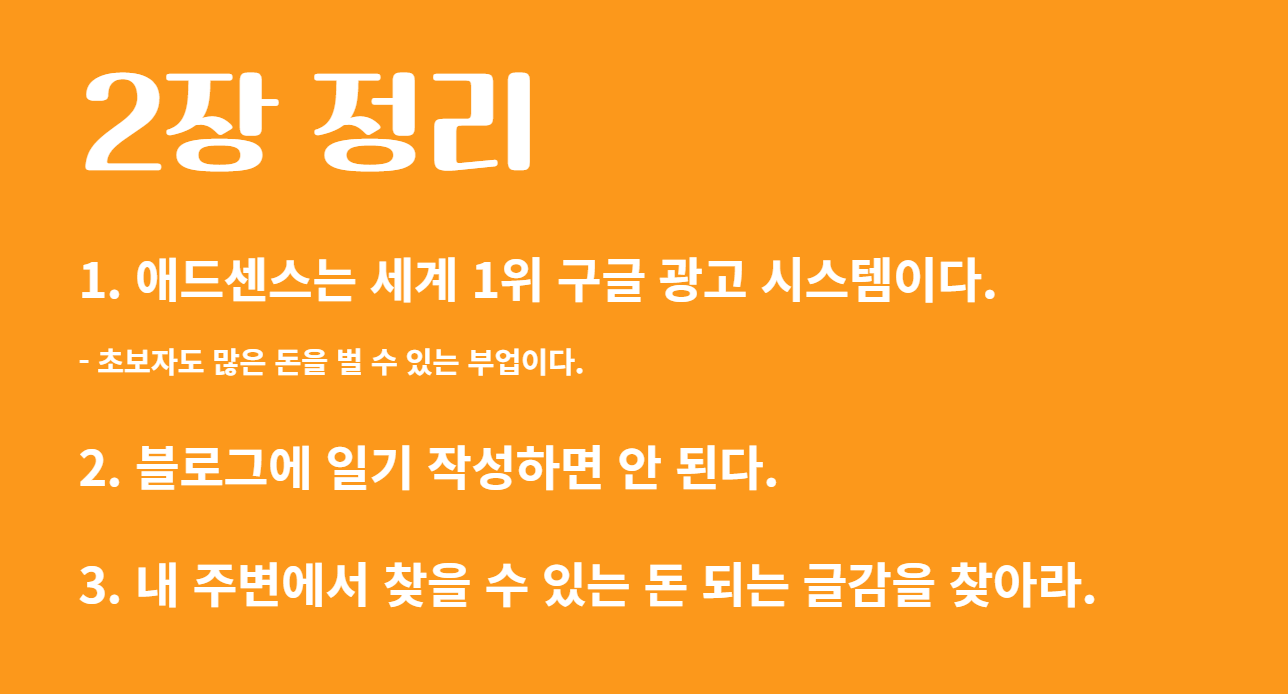 2장 정리
1. 애드센스는 세계 1위 구글 광고 시스템이다.
- 초보자도 많은 돈을 벌 수 있는 부업이다.
2. 블로그에 일기 작성하면 안 된다.
3. 내 주변에서 찾을 수 있는 돈 되는 글감을 찾아라.